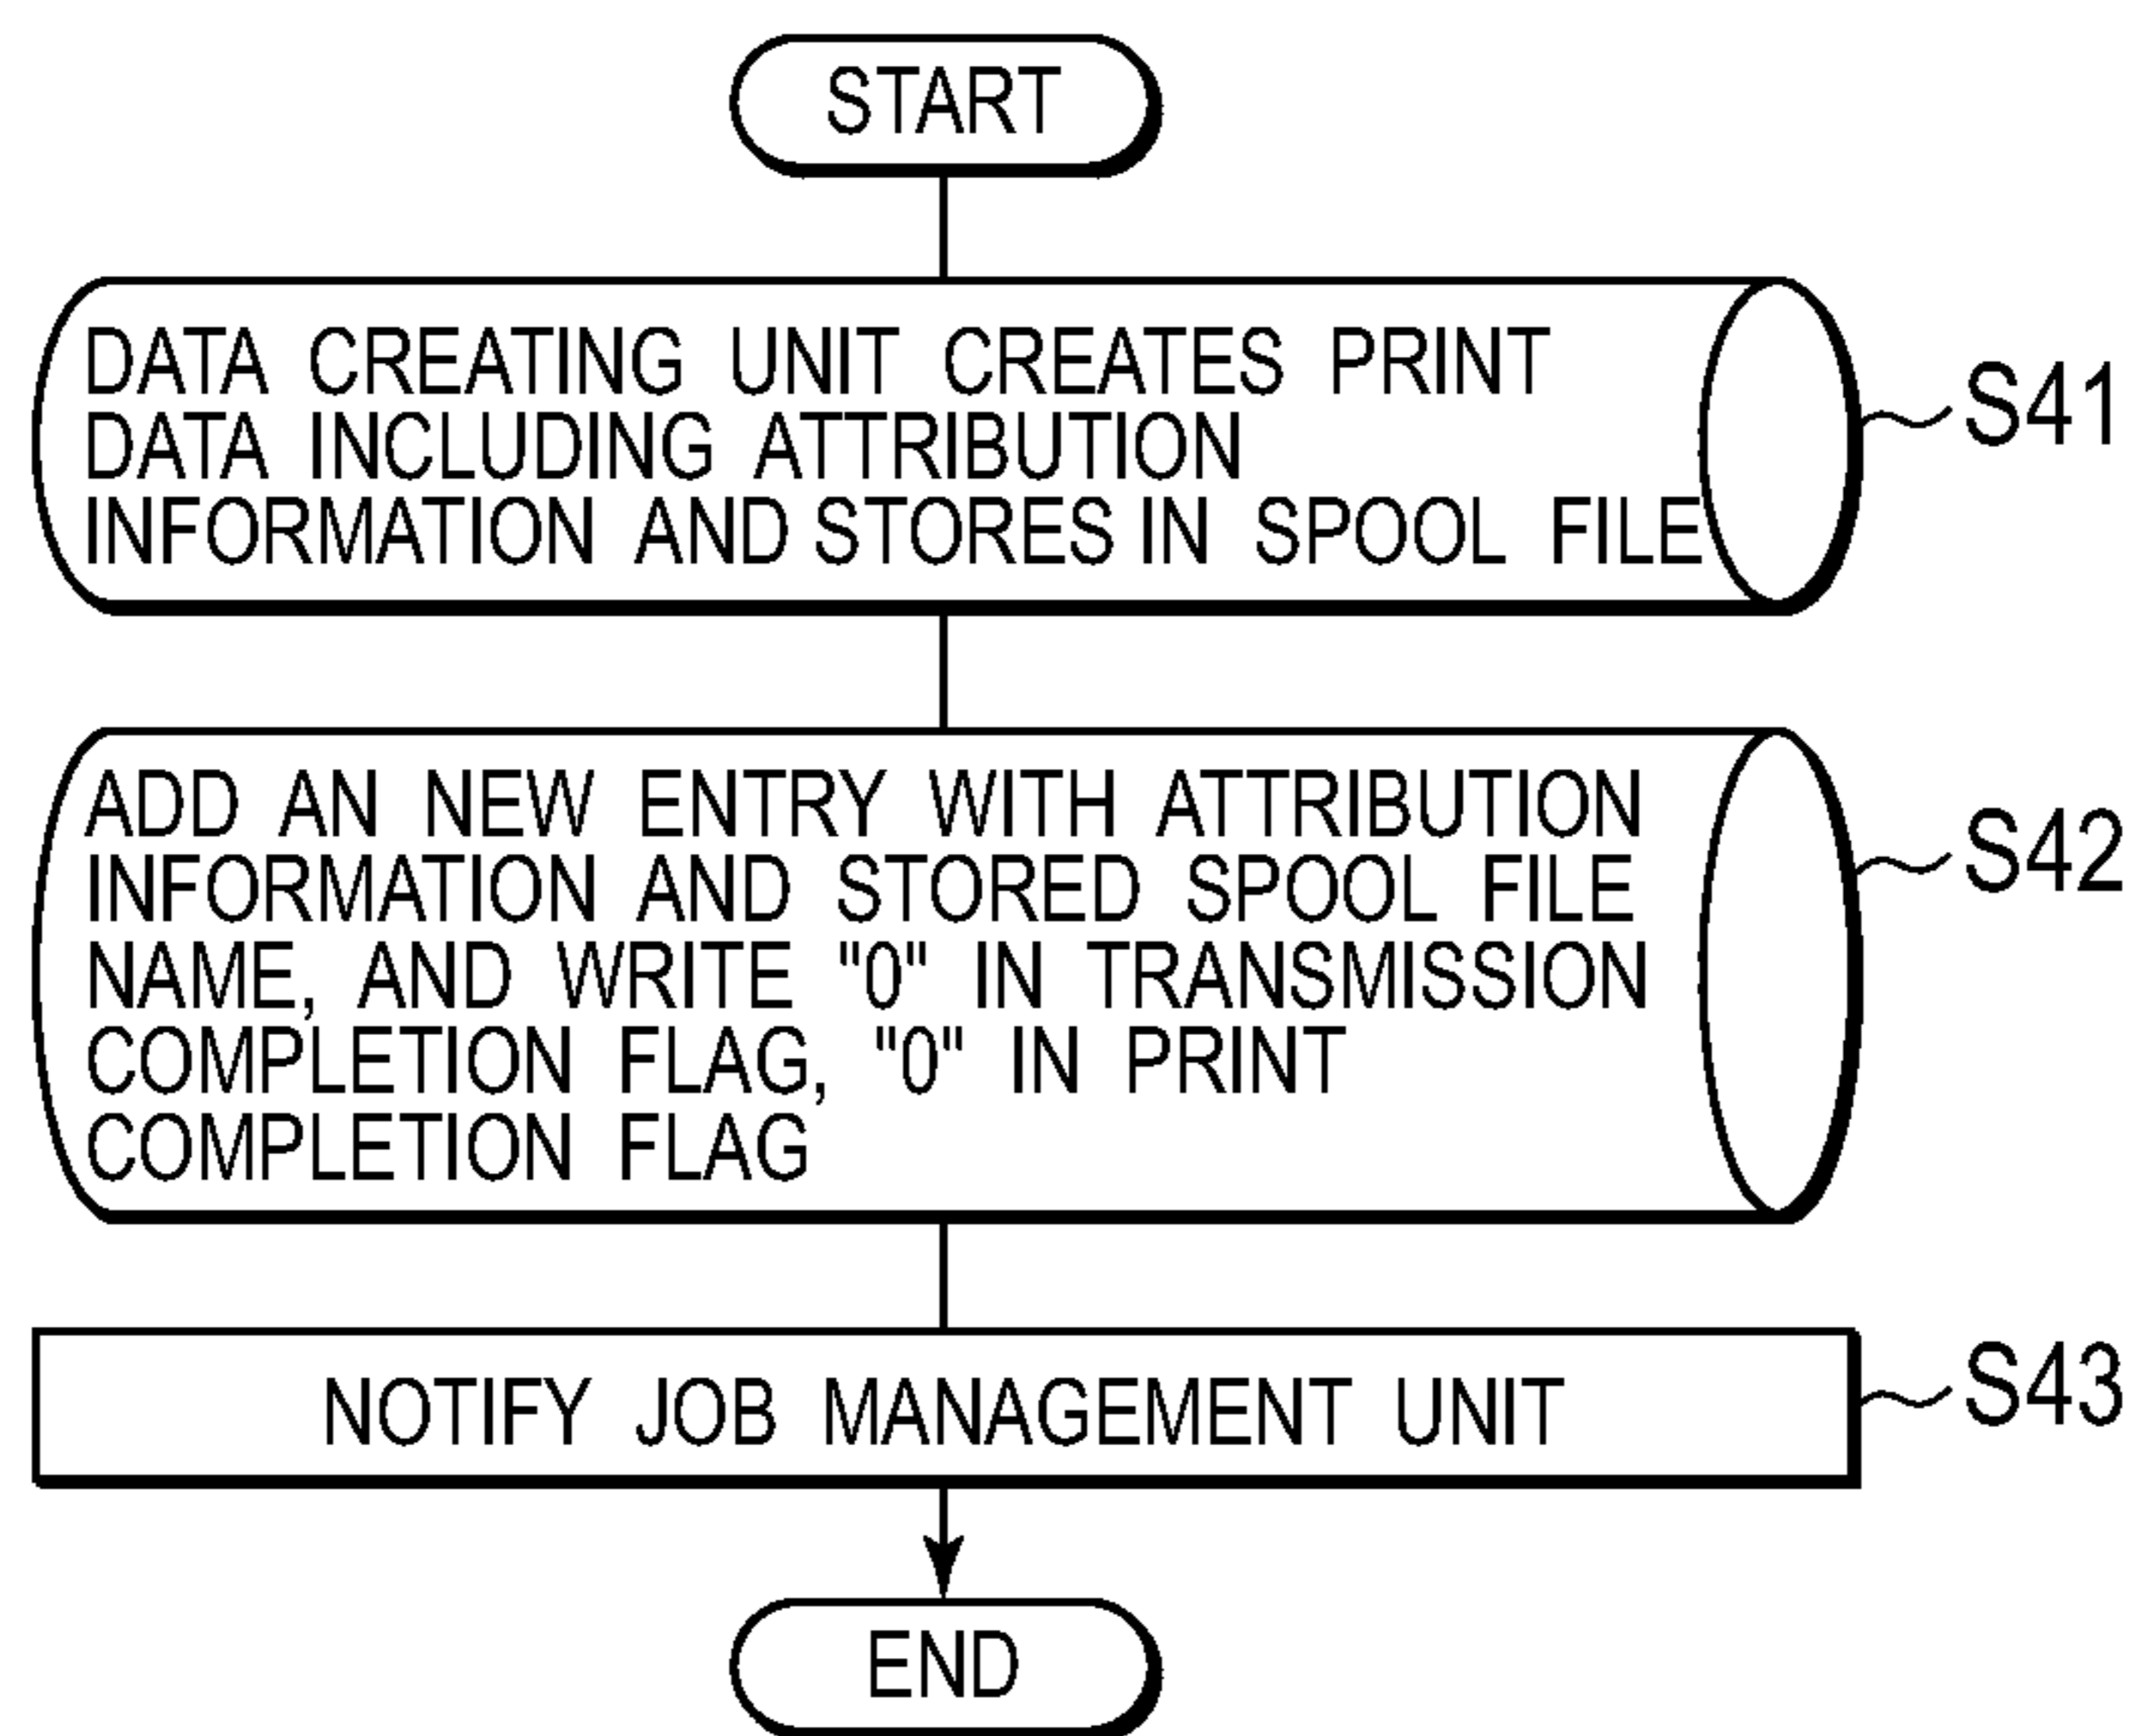 START
DATA CREATING UNIT CREATES PRINT
DATA INCLUDING ATTRIBUTION
INFORMATION AND STORES IN SPOOL FILE
S41
ADD AN NEW ENTRY WITH ATTRIBUTION
INFORMATION AND STORED SPOOL FILE
NAME, AND WRITE "0" IN TRANSMISSION
COMPLETION FLAG, "0" IN PRINT
COMPLETION FLAG
S42
NOTIFY JOB MANAGEMENT UNIT
S43
END